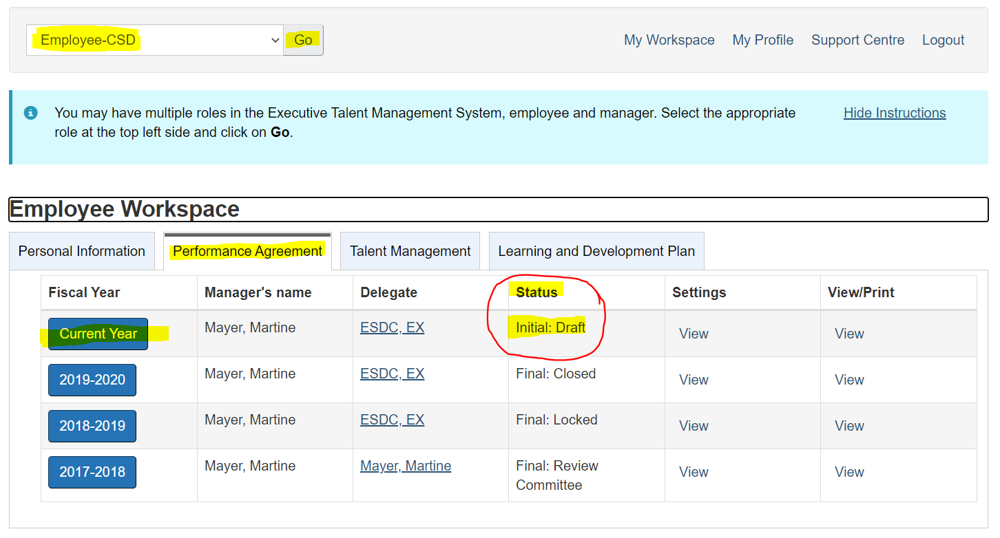 Employee-CSD Go My Workspace My Profile Support Centre Logout
You may have multiple roles in the Executive Talent Management System, employee and manager. Select the appropriate Hide Instructions
role at the top left side and click on Go.
Employee Workspace
Personal Information Performance Agreement Talent Management Learning and Development Plan
Fiscal Year Manager's name Delegate Status Settings View/Print
Current Year Mayer, Martine ESDC, EX Initial: Draft View View
2019-2020 Mayer, Martine ESDC, EX Final: Closed View View
2018-2019 Mayer, Martine ESDC, EX Final: Locked View View
2017-2018 Mayer, Martine Mayer, Martine Final: Review View View
Committee